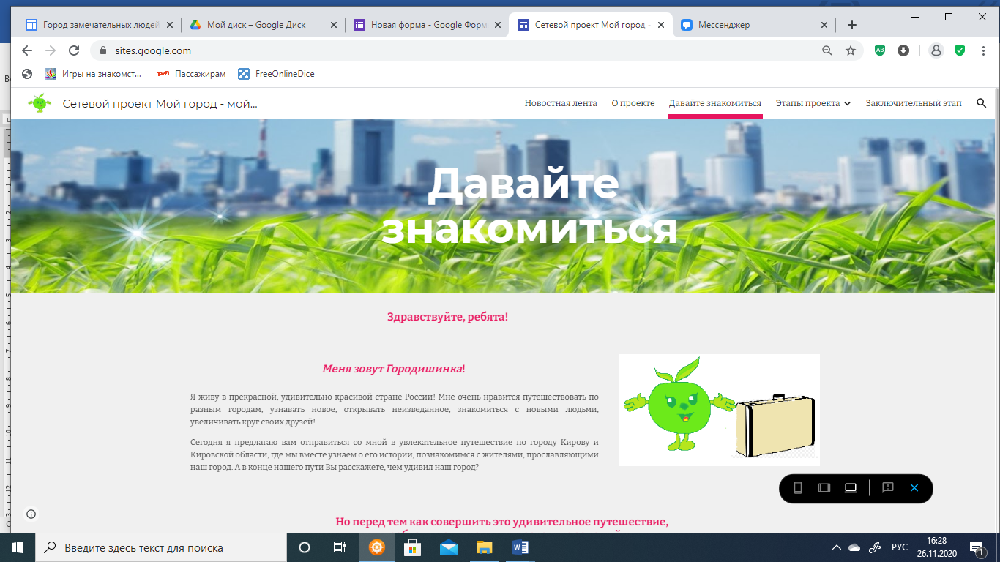 Город замечательных людей
Мой диск – Google Диск
Новая форма - Google Форм
Сетевой проект Мой город -
Мессенджер
sites.google.com
Игры на знакомст...
ржд Пассажирам
FreeOnlineDice
Сетевой проект Мой город - мой...
Новостная лента
О проекте
Давайте знакомиться
Этапы проекта
Заключительный этап
Давайте
знакомиться
Здравствуйте, ребята!
Меня зовут Городишинка!
Я живу в прекрасной, удивительно красивой стране России! Мне очень нравится путешествовать по
разным городам, узнавать новое, открывать неизведанное, знакомиться с новыми людьми,
увеличивать круг своих друзей!
Сегодня я предлагаю вам отправиться со мной в увлекательное путешествие по городу Кирову и
Кировской области, где мы вместе узнаем о его истории, познакомимся с жителями, прославляющими
наш город. А в конце нашего пути Вы расскажете, чем удивил наш город?
Но перед тем как совершить это удивительное путешествие,
Введите здесь текст для поиска
РУС
16:28
26.11.2020
1